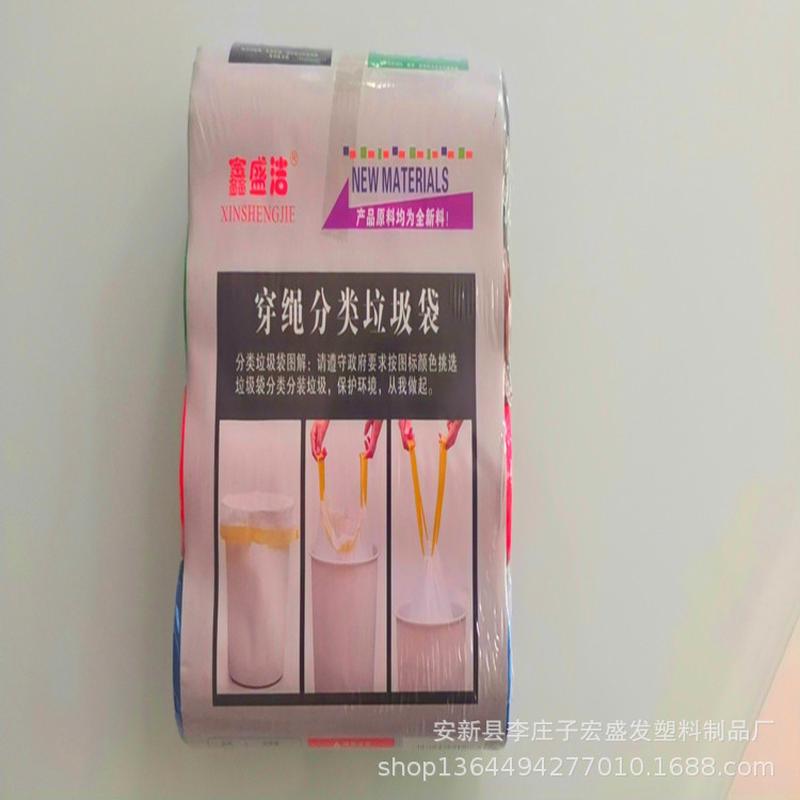 鑫盛洁®
XINSHENGJIE
NEW MATERIALS
产品原料均为全新料!
穿绳分类垃圾袋
分类垃圾袋图解：请遵守政府要求按图标颜色挑选
垃圾袋分类分装垃圾，保护环境，从我做起。
安新县李庄子宏盛发塑料制品厂
shop1364494277010.1688.com